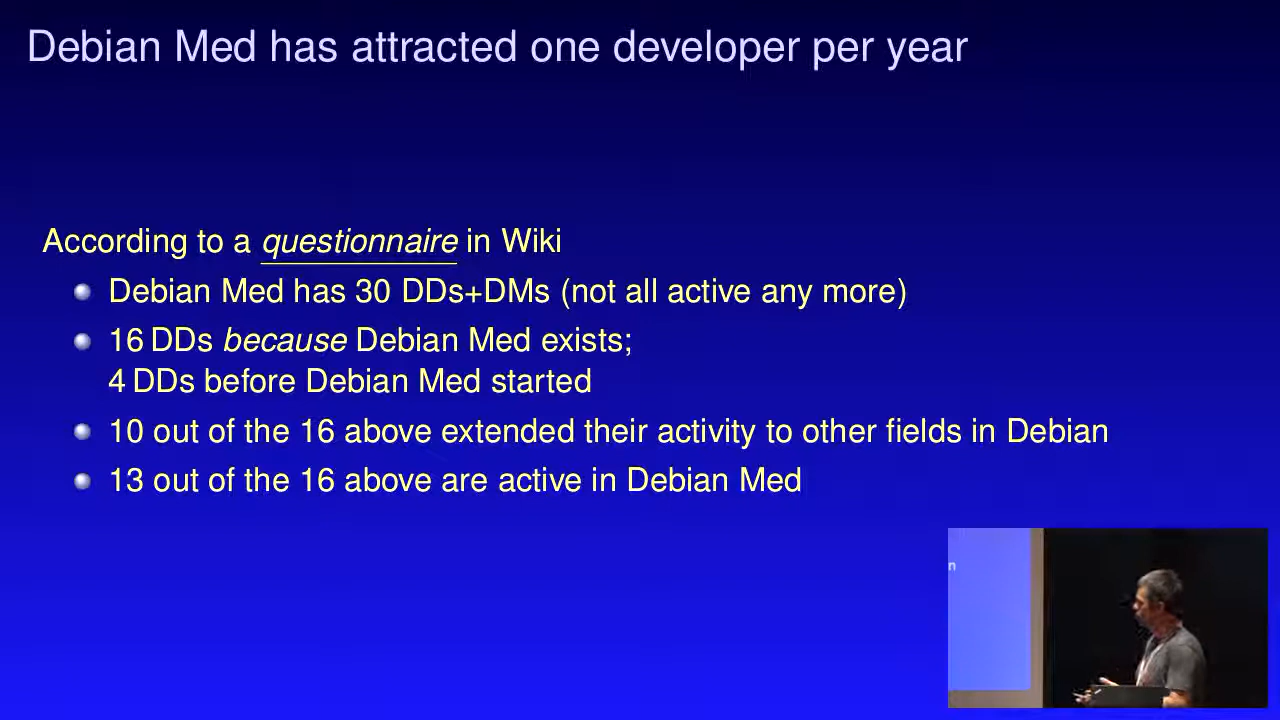 Debian Med has attracted one developer per year
According to a questionnaire in Wiki
Debian Med has 30 DDs+DMs (not all active any more)
16 DDs because Debian Med exists;
4 DDs before Debian Med started
10 out of the 16 above extended their activity to other fields in Debian
13 out of the 16 above are active in Debian Med
n